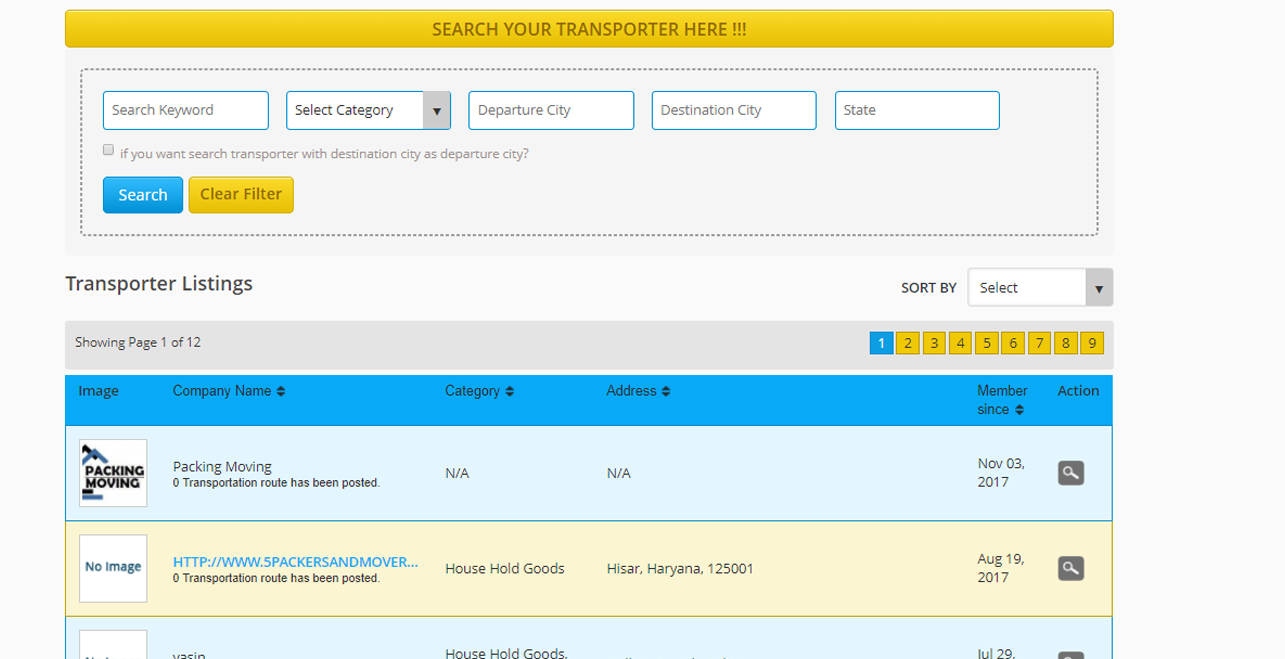 SEARCH YOUR TRANSPORTER HERE !!!
Search Keyword
Select Category
Departure City
Destination City
State
if you want search transporter with destination city as departure city?
Search
Clear Filter
Transporter Listings
SORT BY
Select
Showing Page 1 of 12
1 2 3 4 5 6 7 8 9
Image
Company Name
Category
Address
Member
since
Action
PACKING
MOVING
Packing Moving
0 Transportation route has been posted.
N/A
N/A
Nov 03,
2017
No Image
HTTP://WWW.5PACKERSANDMOVER...
0 Transportation route has been posted.
House Hold Goods
Hisar, Haryana, 125001
Aug 19,
2017
yasin
House Hold Goods,
Jul 29,